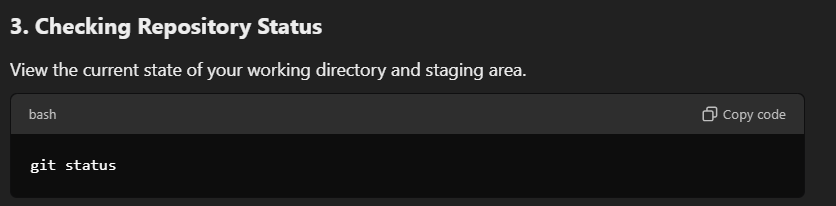 3. Checking Repository Status
View the current state of your working directory and staging area.
bash
Copy code
git status